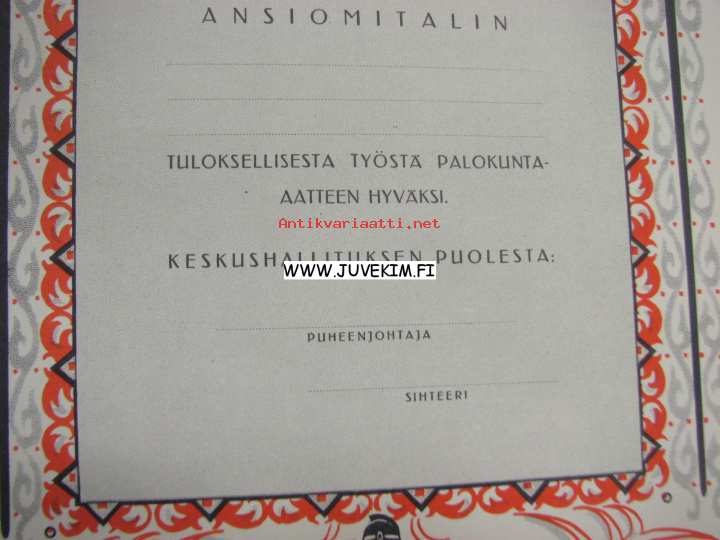 ANSIOMITALIN
TULOKSELLISESTA TYÖSTÄ PALOKUNTA-
AATTEEN HYVÄKSI.
Antikvariaatti.net
KESKUSHALLITUKSEN PUOLESTA:
WWW.JUVEKIM.FI
PUHEENJOHTAJA
SIHTEERI